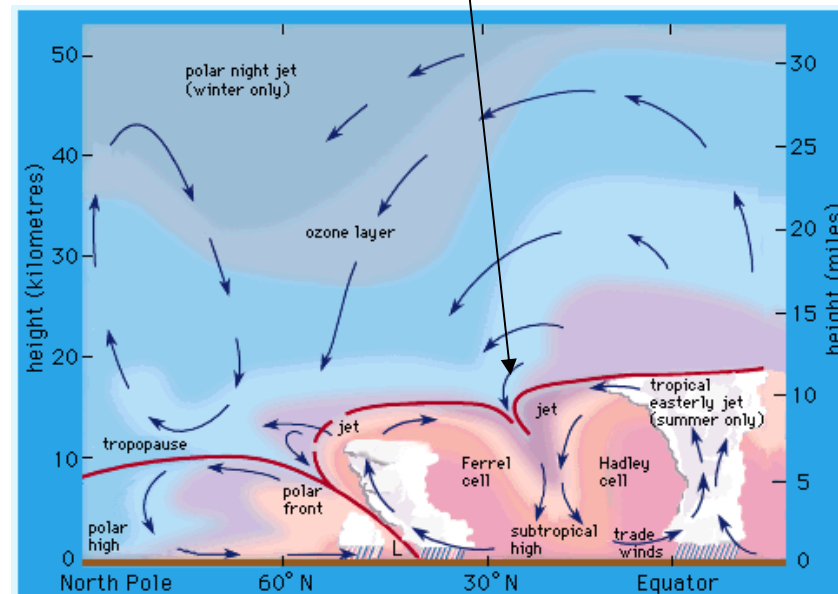 50
40
30
20
10
0
height (kilometres)
30
25
20
15
10
5
0
height (miles)
polar night jet
(winter only)
ozone layer
tropopause
jet
jet
tropical
easterly jet
(summer only)
polar
front
polar
high
Ferrel
cell
Hadley
cell
subtropical
high
trade
winds
L
North Pole
60°N
30°N
Equator